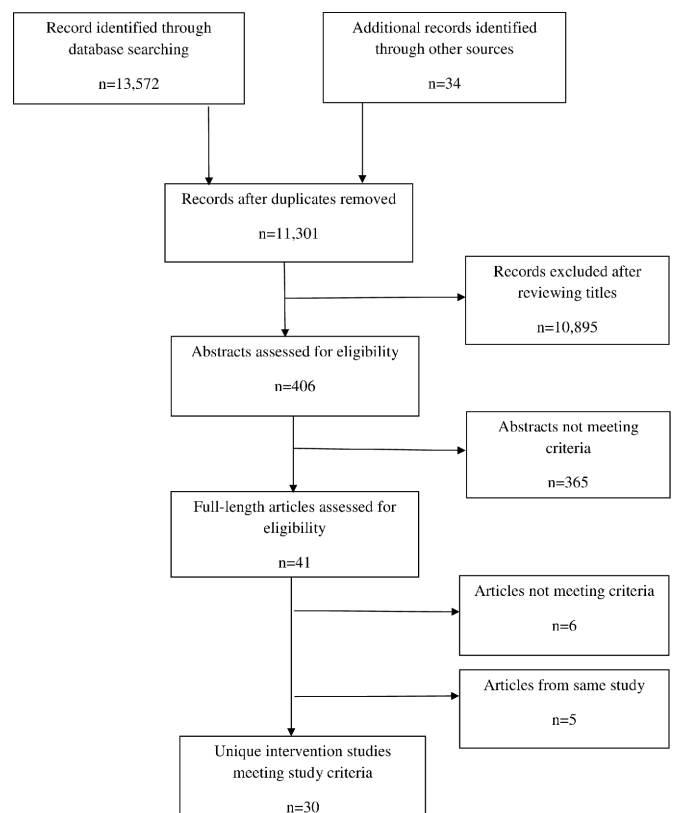 Record identified through
database searching
n=13,572
Additional records identified
through other sources
n=34
Records after duplicates removed
n=11,301
Records excluded after
reviewing titles
n=10,895
Abstracts assessed for eligibility
n=406
Abstracts not meeting
criteria
n=365
Full-length articles assessed for
eligibility
n=41
Articles not meeting criteria
n=6
Articles from same study
n=5
Unique intervention studies
meeting study criteria
n=30